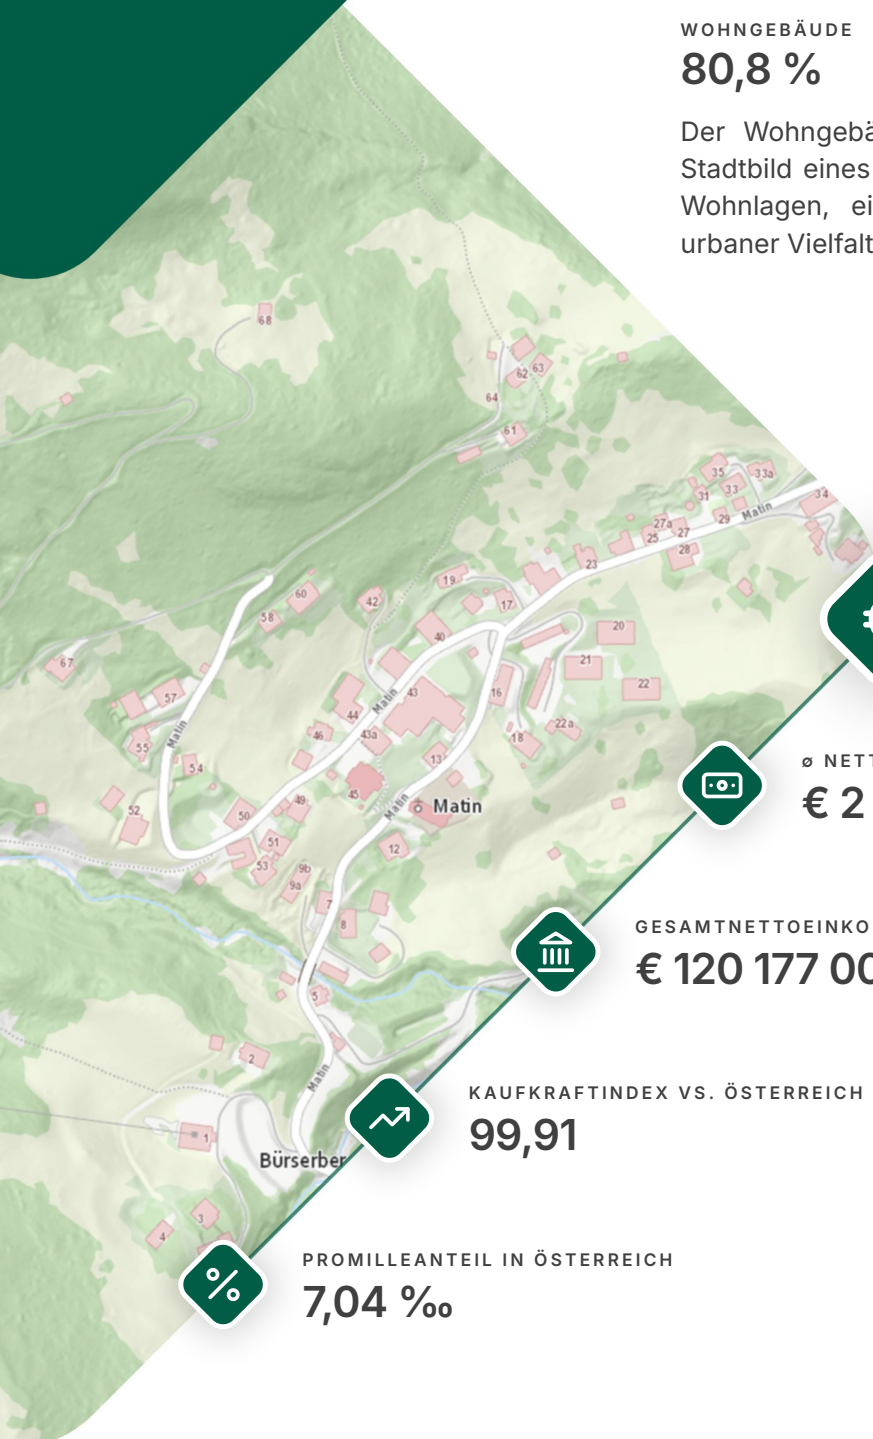 WOHNGEBÄUDE
80,8 %
Der Wohngebä
Stadtbild eines
Wohnlagen, ei
urbaner Vielfalt
68
62 63
64
61
35
33a
33
31
34
29
Matin
27a
27
25
28
23
19
17
60
42
58
40
20
67
21
22
57
43
16
Matin
44
22a
Matin
46
43a
18
55
13
54
45
49
52
50
Matin
Matin
51
12
53
9b
9a
7
8
5
2
Matin
1
Bürserber
3
4
ø NETT
€ 2
GESAMTNETTOEINKO
€ 120 177 00
KAUFKRAFTINDEX VS. ÖSTERREICH
99,91
PROMILLEANTEIL IN ÖSTERREICH
7,04 ‰